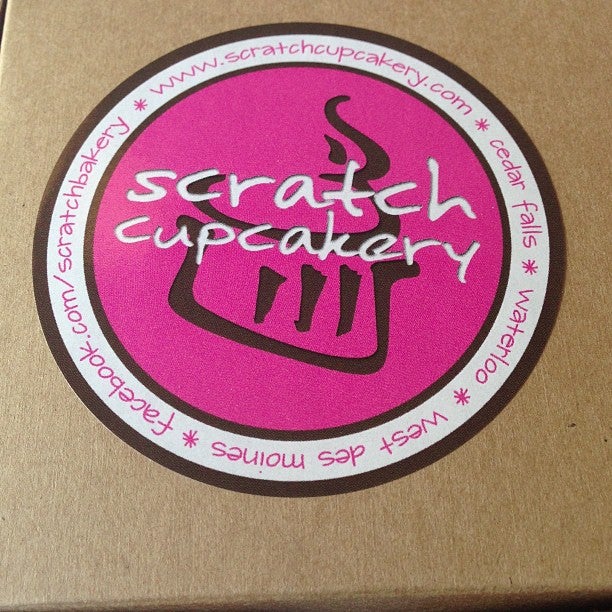 scratch
cupcakery
www.scratchcupcakery.com * cedar falls * waterloo * west des moines * facebook.com/scratchbakery *